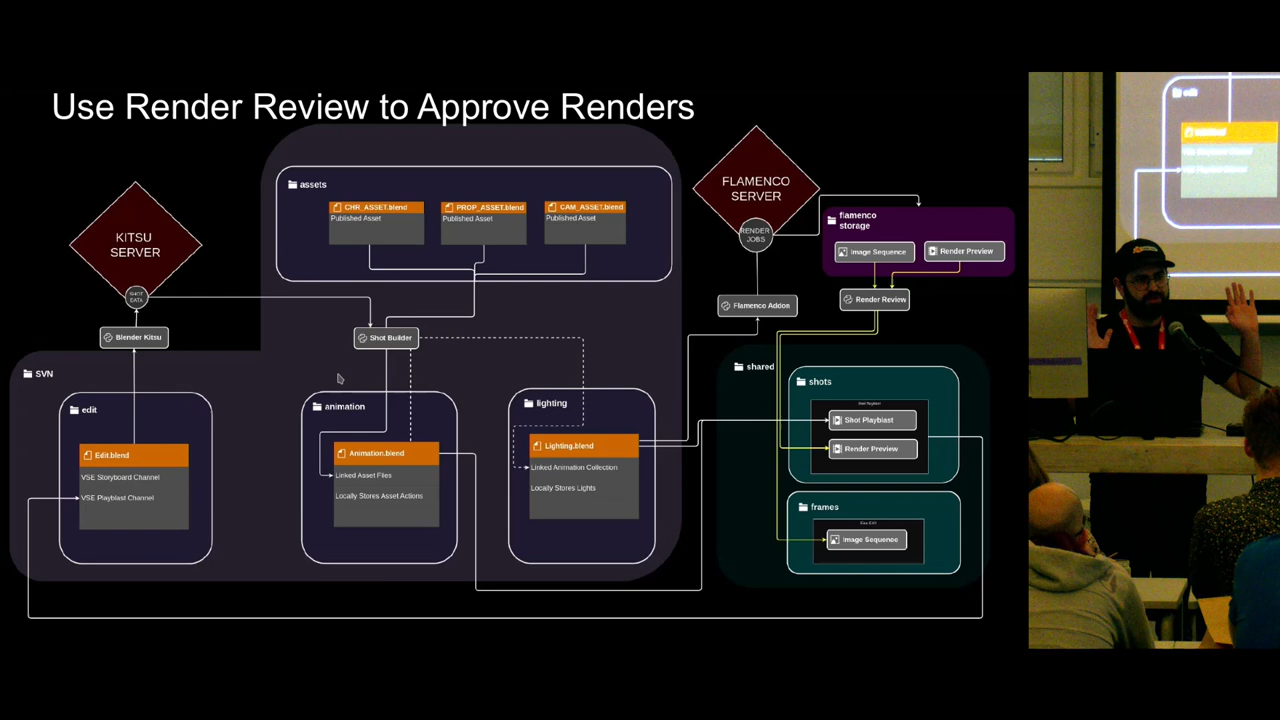 Use Render Review to Approve Renders
KITSU
SERVER
SHOT
DATA
Blender Kitsu
SVN
edit
Edit.blend
VSE Storyboard Channel
VSE Playblast Channel
assets
CHR_ASSET.blend
Published Asset
PROP_ASSET.blend
Published Asset
CAM_ASSET.blend
Published Asset
Shot Builder
animation
Animation.blend
Linked Asset Files
Locally Stores Asset Actions
lighting
Lighting.blend
Linked Animation Collection
Locally Stores Lights
FLAMENCO
SERVER
RENDER
JOBS
Flamenco Addon
flamenco
storage
Image Sequence
Render Preview
Render Review
shared
shots
Shot Playblast
Render Preview
frames
Image Sequence
edit